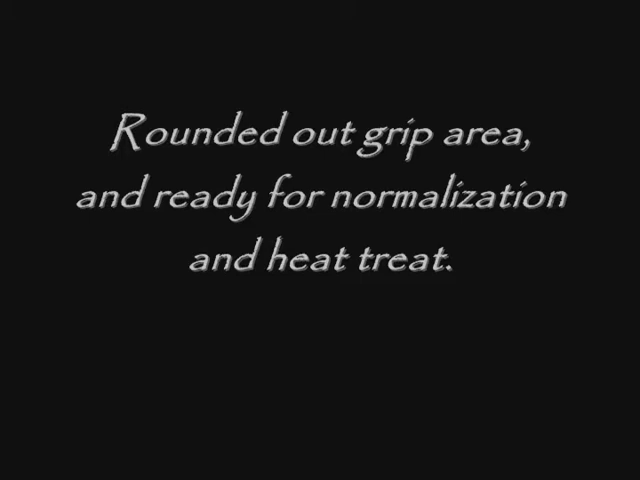 Rounded out grip area,
and ready for normalization
and heat treat.